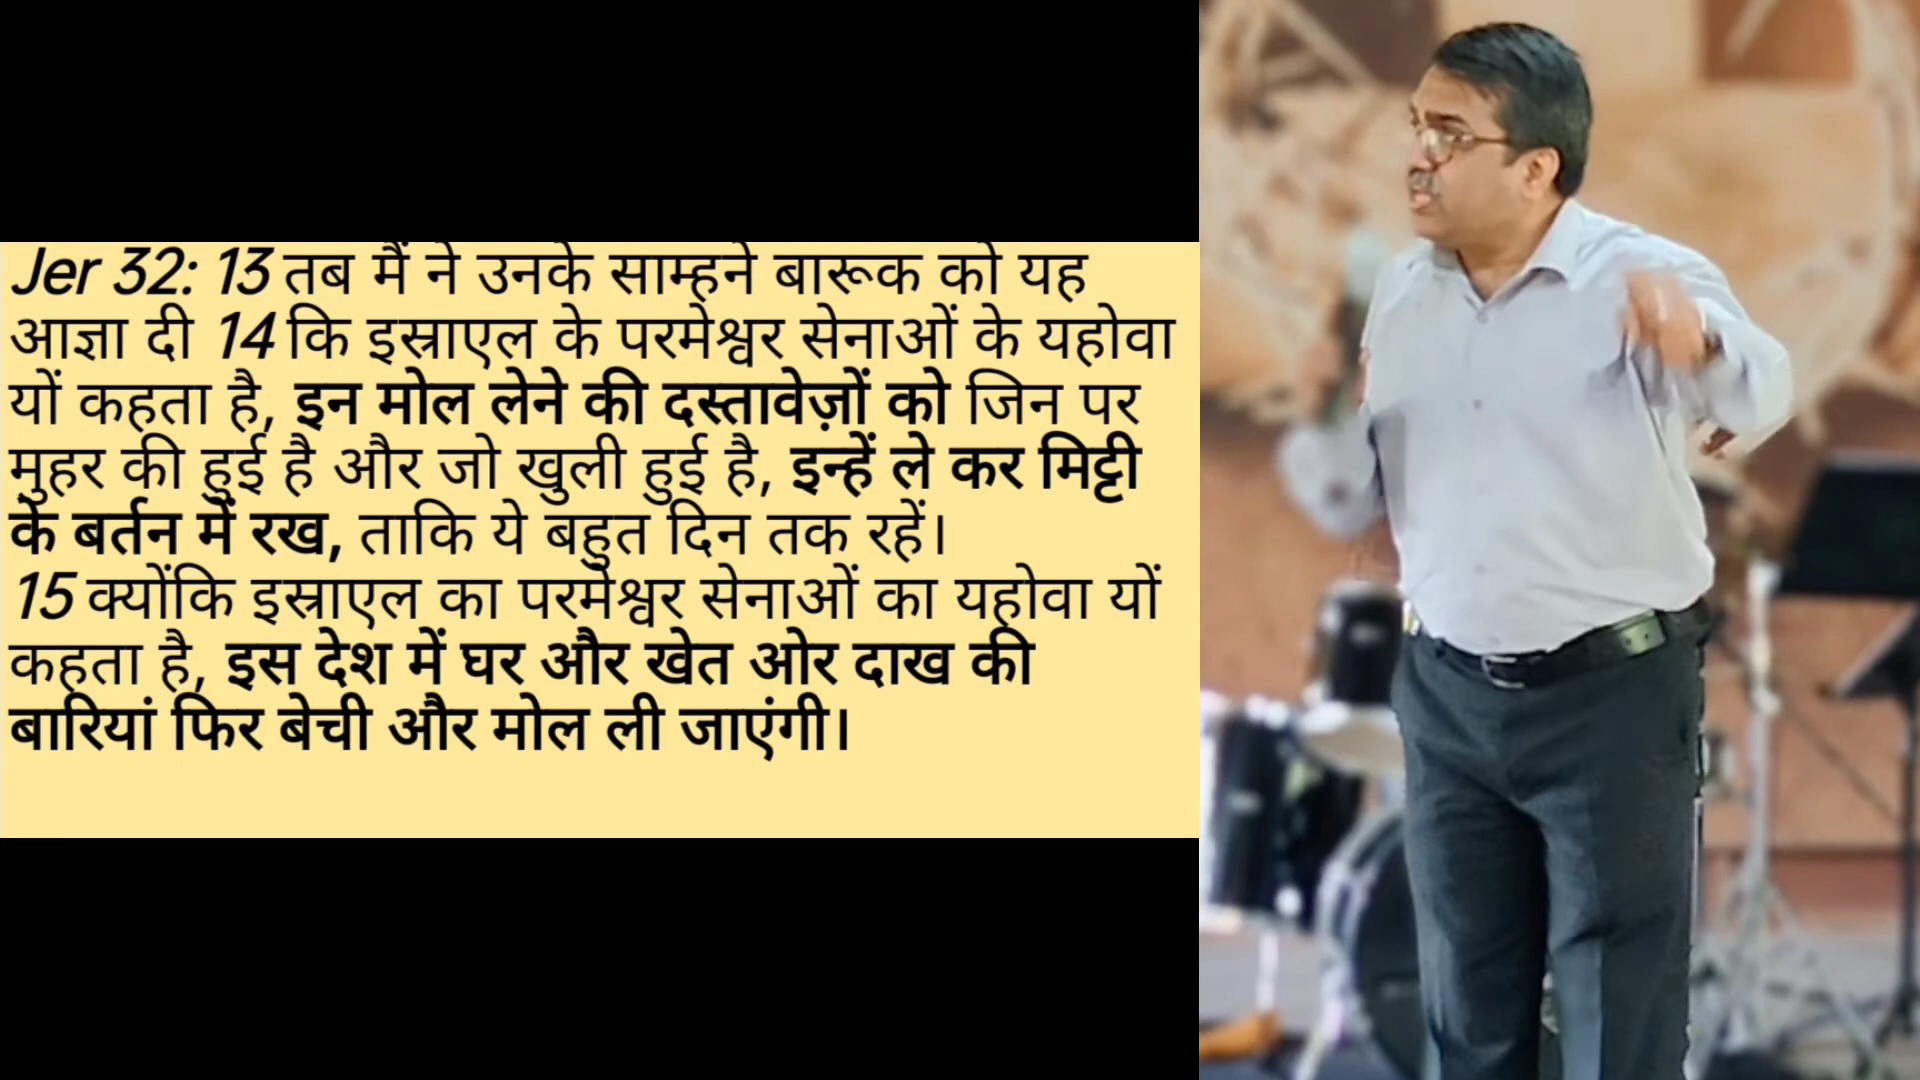 Jer 32: 13 तब मैं ने उनके साम्हने बारूक को यह
आज्ञा दी 14 कि इस्राएल के परमेश्वर सेनाओं के यहोवा
यों कहता है, इन मोल लेने की दस्तावेज़ों को जिन पर
मुहर की हुई है और जो खुली हुई है, इन्हें ले कर मिट्टी
के बर्तन में रख, ताकि ये बहुत दिन तक रहें।
15 क्योंकि इस्राएल का परमेश्वर सेनाओं का यहोवा यों
कहता है, इस देश में घर और खेत ओर दाख की
बारियां फिर बेची और मोल ली जाएंगी।